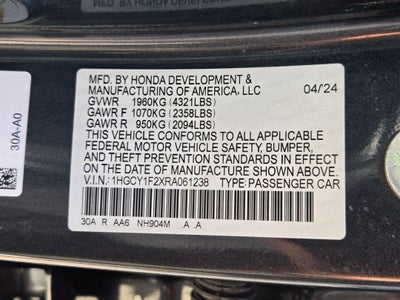 MFD. BY HONDA DEVELOPMENT &
MANUFACTURING OF AMERICA, LLC 04/24
GVWR 1960KG (4321LBS)
GAWR F 1070KG (2358LBS)
GAWR R 950KG (2094LBS)
THIS VEHICLE CONFORMS TO ALL APPLICABLE
FEDERAL MOTOR VEHICLE SAFETY, BUMPER,
AND THEFT PREVENTION STANDARDS IN EFFECT
ON THE DATE OF MANUFACTURE SHOWN ABOVE.
V.I.N.: 1HGCY1F2XRA061238 TYPE: PASSENGER CAR
30A R AA6 NH904M A A
30A-A0